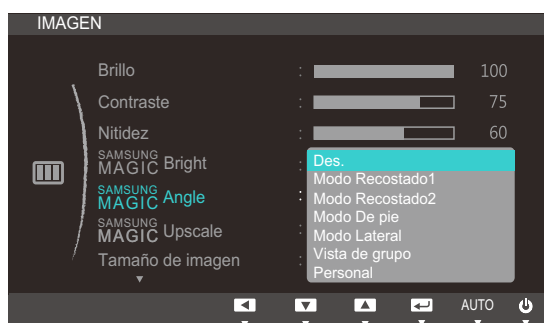 IMAGEN
Brillo : 100
Contraste : 75
Nitidez : 60
SAMSUNG MAGIC Bright :
SAMSUNG MAGIC Angle :
SAMSUNG MAGIC Upscale :
Tamaño de imagen :
Des.
Modo Recostado1
Modo Recostado2
Modo De pie
Modo Lateral
Vista de grupo
Personal
AUTO